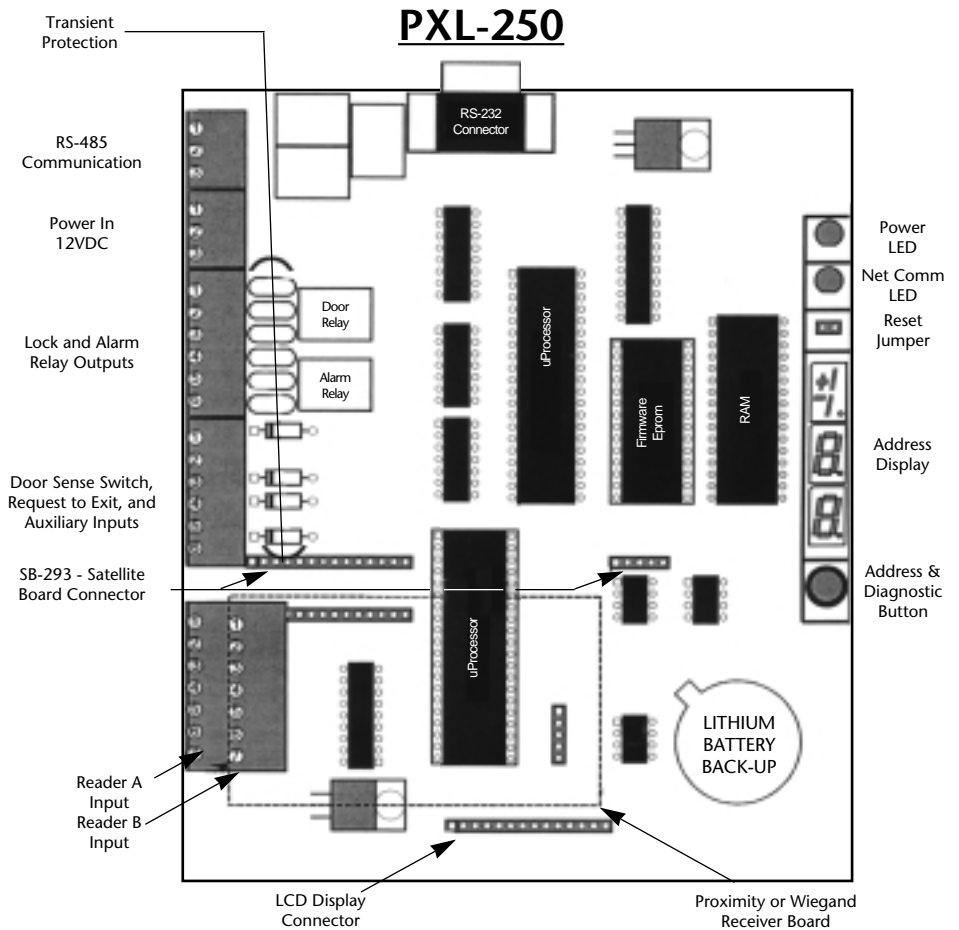 PXL-250
Transient
Protection
RS-232
Connector
RS-485
Communication
Power In
12VDC
Lock and Alarm
Relay Outputs
Door
Relay
Alarm
Relay
Door Sense Switch,
Request to Exit, and
Auxiliary Inputs
SB-293 - Satellite
Board Connector
uProcessor
Firmware
Eprom
RAM
Power
LED
Net Comm
LED
Reset
Jumper
Address
Display
Address &
Diagnostic
Button
uProcessor
LITHIUM
BATTERY
BACK-UP
Reader A
Input
Reader B
Input
LCD Display
Connector
Proximity or Wiegand
Receiver Board